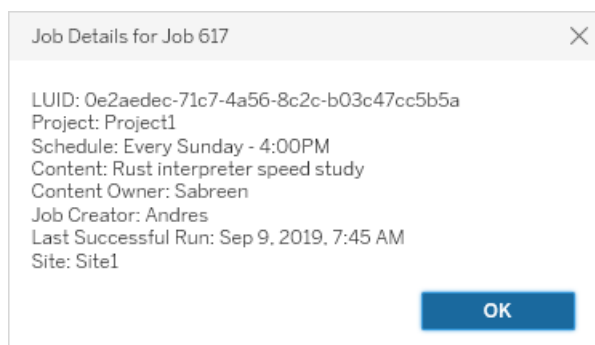 Job Details for Job 617
LUID: 0e2aedec-71c7-4a56-8c2c-b03c47cc5b5a
Project: Project1
Schedule: Every Sunday - 4:00PM
Content: Rust interpreter speed study
Content Owner: Sabreen
Job Creator: Andres
Last Successful Run: Sep 9, 2019, 7:45 AM
Site: Site1
OK